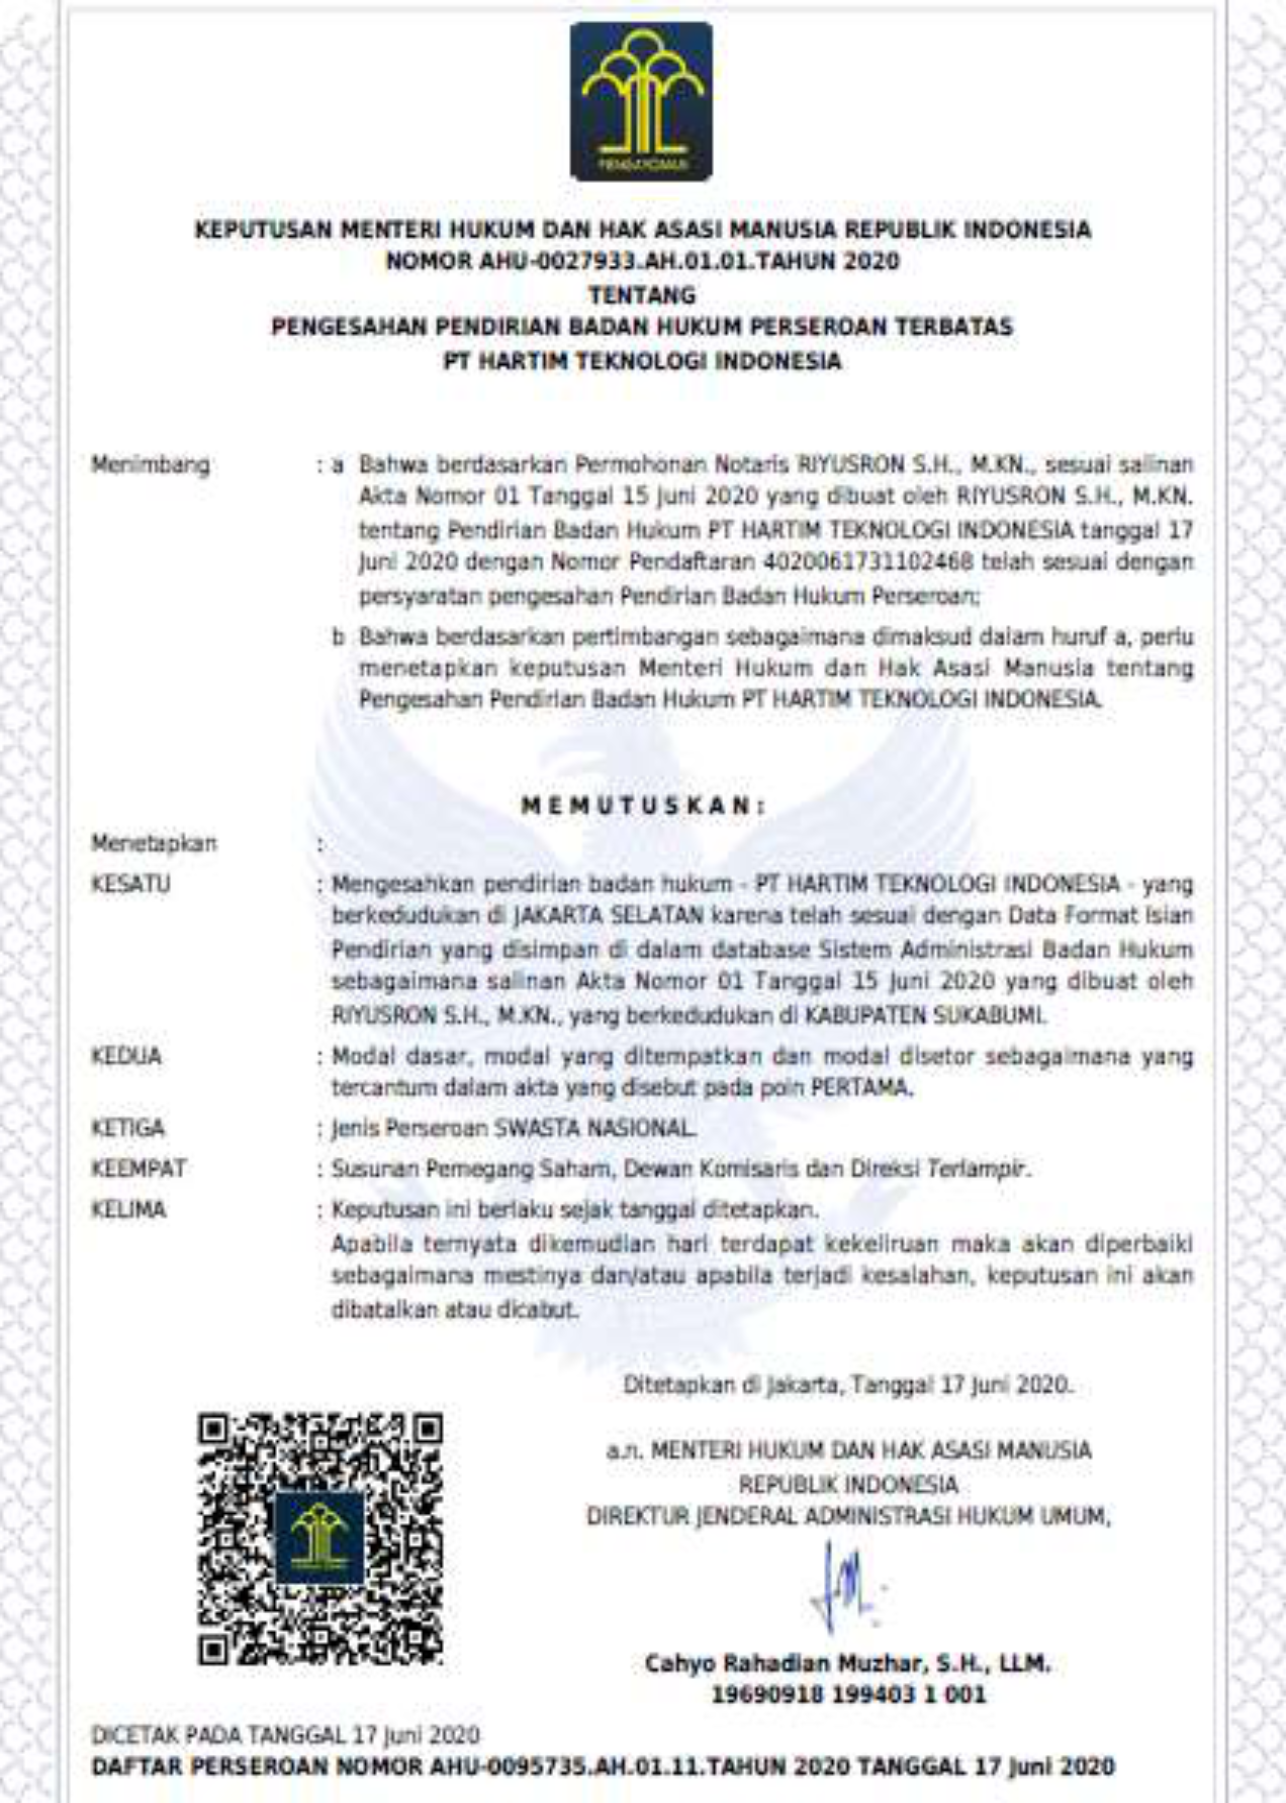 PENGAYOMAN
KEPUTUSAN MENTERI HUKUM DAN HAK ASASI MANUSIA REPUBLIK INDONESIA
NOMOR AHU-0027933.AH.01.01.TAHUN 2020
TENTANG
PENGESAHAN PENDIRIAN BADAN HUKUM PERSEROAN TERBATAS
PT HARTIM TEKNOLOGI INDONESIA
Menimbang : a Bahwa berdasarkan Permohonan Notaris RIYUSRON S.H., M.KN., sesuai salinan
Akta Nomor 01 Tanggal 15 Juni 2020 yang dibuat oleh RIYUSRON S.H., M.KN.
tentang Pendirian Badan Hukum PT HARTIM TEKNOLOGI INDONESIA tanggal 17
Juni 2020 dengan Nomor Pendaftaran 4020061731102468 telah sesuai dengan
persyaratan pengesahan Pendirian Badan Hukum Perseroan;
b Bahwa berdasarkan pertimbangan sebagaimana dimaksud dalam huruf a, perlu
menetapkan keputusan Menteri Hukum dan Hak Asasi Manusia tentang
Pengesahan Pendirian Badan Hukum PT HARTIM TEKNOLOGI INDONESIA.
M E M U T U S K A N :
Menetapkan :
KESATU : Mengesahkan pendirian badan hukum - PT HARTIM TEKNOLOGI INDONESIA - yang
berkedudukan di JAKARTA SELATAN karena telah sesuai dengan Data Format Isian
Pendirian yang disimpan di dalam database Sistem Administrasi Badan Hukum
sebagaimana salinan Akta Nomor 01 Tanggal 15 Juni 2020 yang dibuat oleh
RIYUSRON S.H., M.KN., yang berkedudukan di KABUPATEN SUKABUMI.
KEDUA : Modal dasar, modal yang ditempatkan dan modal disetor sebagaimana yang
tercantum dalam akta yang disebut pada poin PERTAMA.
KETIGA : Jenis Perseroan SWASTA NASIONAL.
KEEMPAT : Susunan Pemegang Saham, Dewan Komisaris dan Direksi Terlampir.
KELIMA : Keputusan ini berlaku sejak tanggal ditetapkan.
Apabila ternyata dikemudian hari terdapat kekeliruan maka akan diperbaiki
sebagaimana mestinya dan/atau apabila terjadi kesalahan, keputusan ini akan
dibatalkan atau dicabut.
Ditetapkan di Jakarta, Tanggal 17 Juni 2020.
a.n. MENTERI HUKUM DAN HAK ASASI MANUSIA
REPUBLIK INDONESIA
DIREKTUR JENDERAL ADMINISTRASI HUKUM UMUM,
Cahyo Rahadian Muzhar, S.H., LLM.
19690918 199403 1 001
DICETAK PADA TANGGAL 17 Juni 2020
DAFTAR PERSEROAN NOMOR AHU-0095735.AH.01.11.TAHUN 2020 TANGGAL 17 Juni 2020